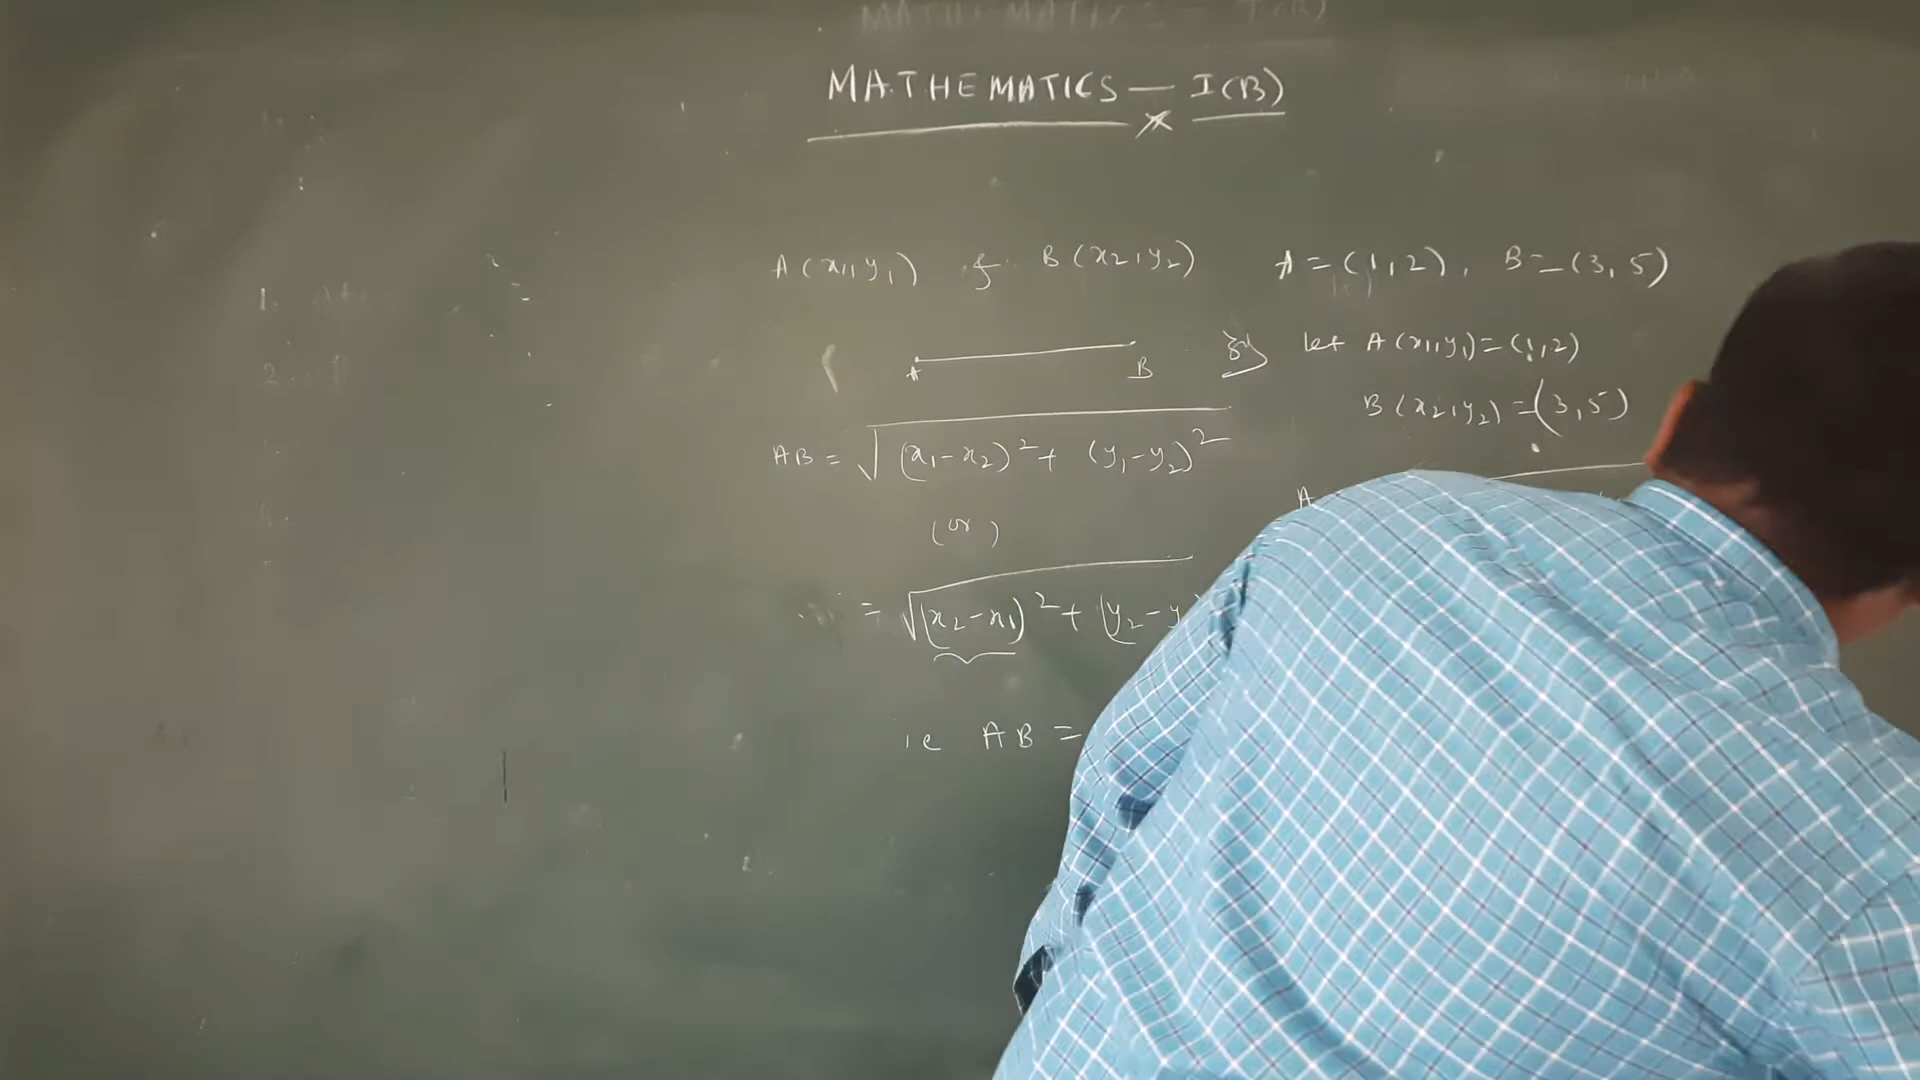 MATHEMATICS — I(B)
A(x1,y1) & B(x2,y2)
A B
AB = √(x1-x2)²+ (y1-y2)²
(or)
= √(x2-x1)²+ (y2-y
ie AB =
A=(1,2), B=(3,5)
let A(x1,y1)=(1,2)
B(x2,y2)=(3,5)
A